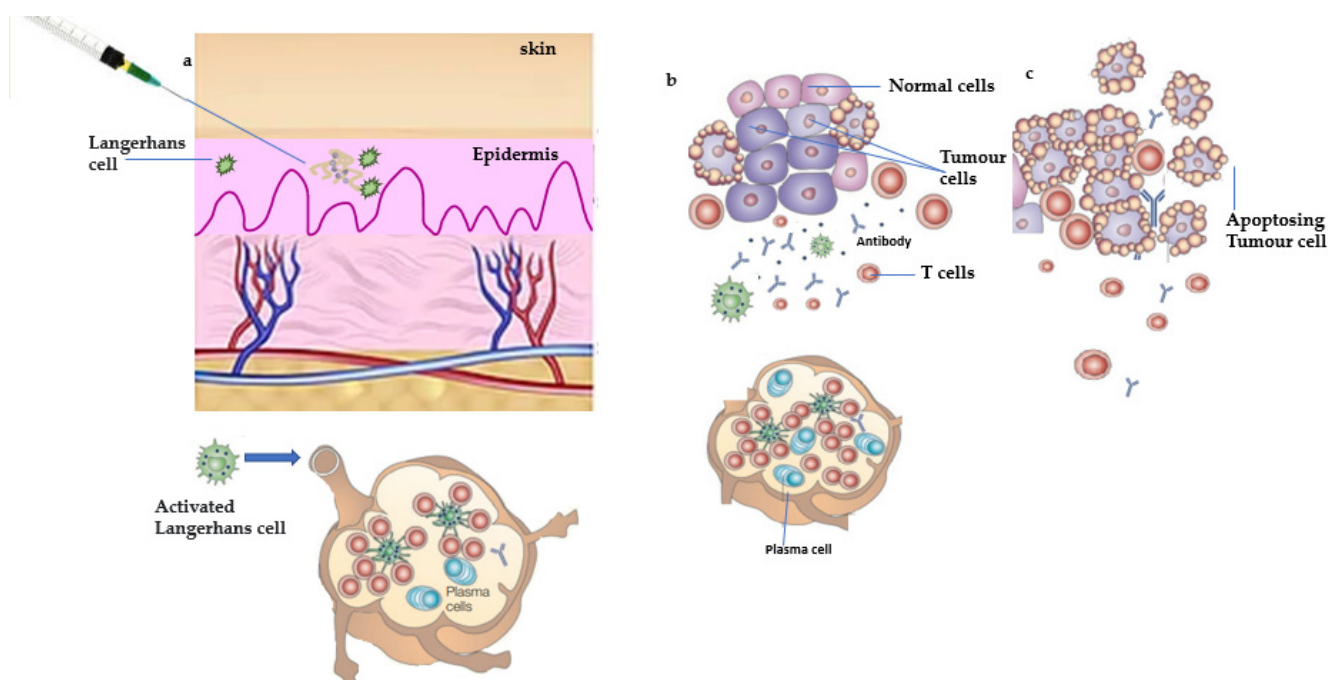 a
skin
Langerhans
cell
Epidermis
Activated
Langerhans cell
Plasma
cells
b
Normal cells
Tumour
cells
Antibody
T cells
Plasma cell
c
Apoptosing
Tumour cell